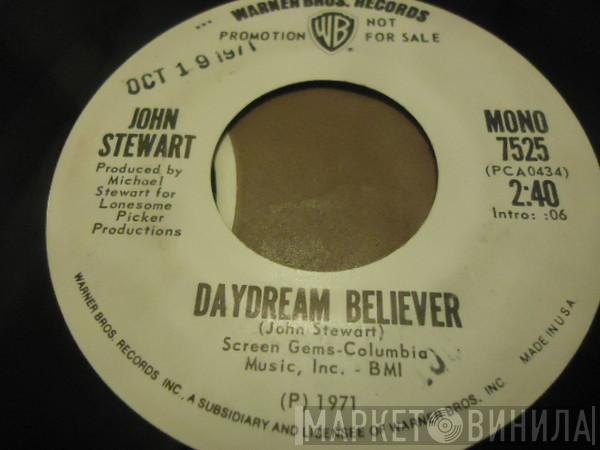 WARNER BROS. RECORDS
PROMOTION
WB
NOT
FOR SALE
OCT 19 1971
JOHN
STEWART
Produced by
Michael
Stewart for
Lonesome
Picker
Productions
MONO
7525
(PCA0434)
2:40
Intro: :06
DAYDREAM BELIEVER
(John Stewart)
Screen Gems-Columbia
Music, Inc. - BMI
(P) 1971
WARNER BROS. RECORDS INC., A SUBSIDIARY AND LICENSEE OF WARNER BROS. INC.
MADE IN U.S.A.
МАРКЕТ ВИНИЛА